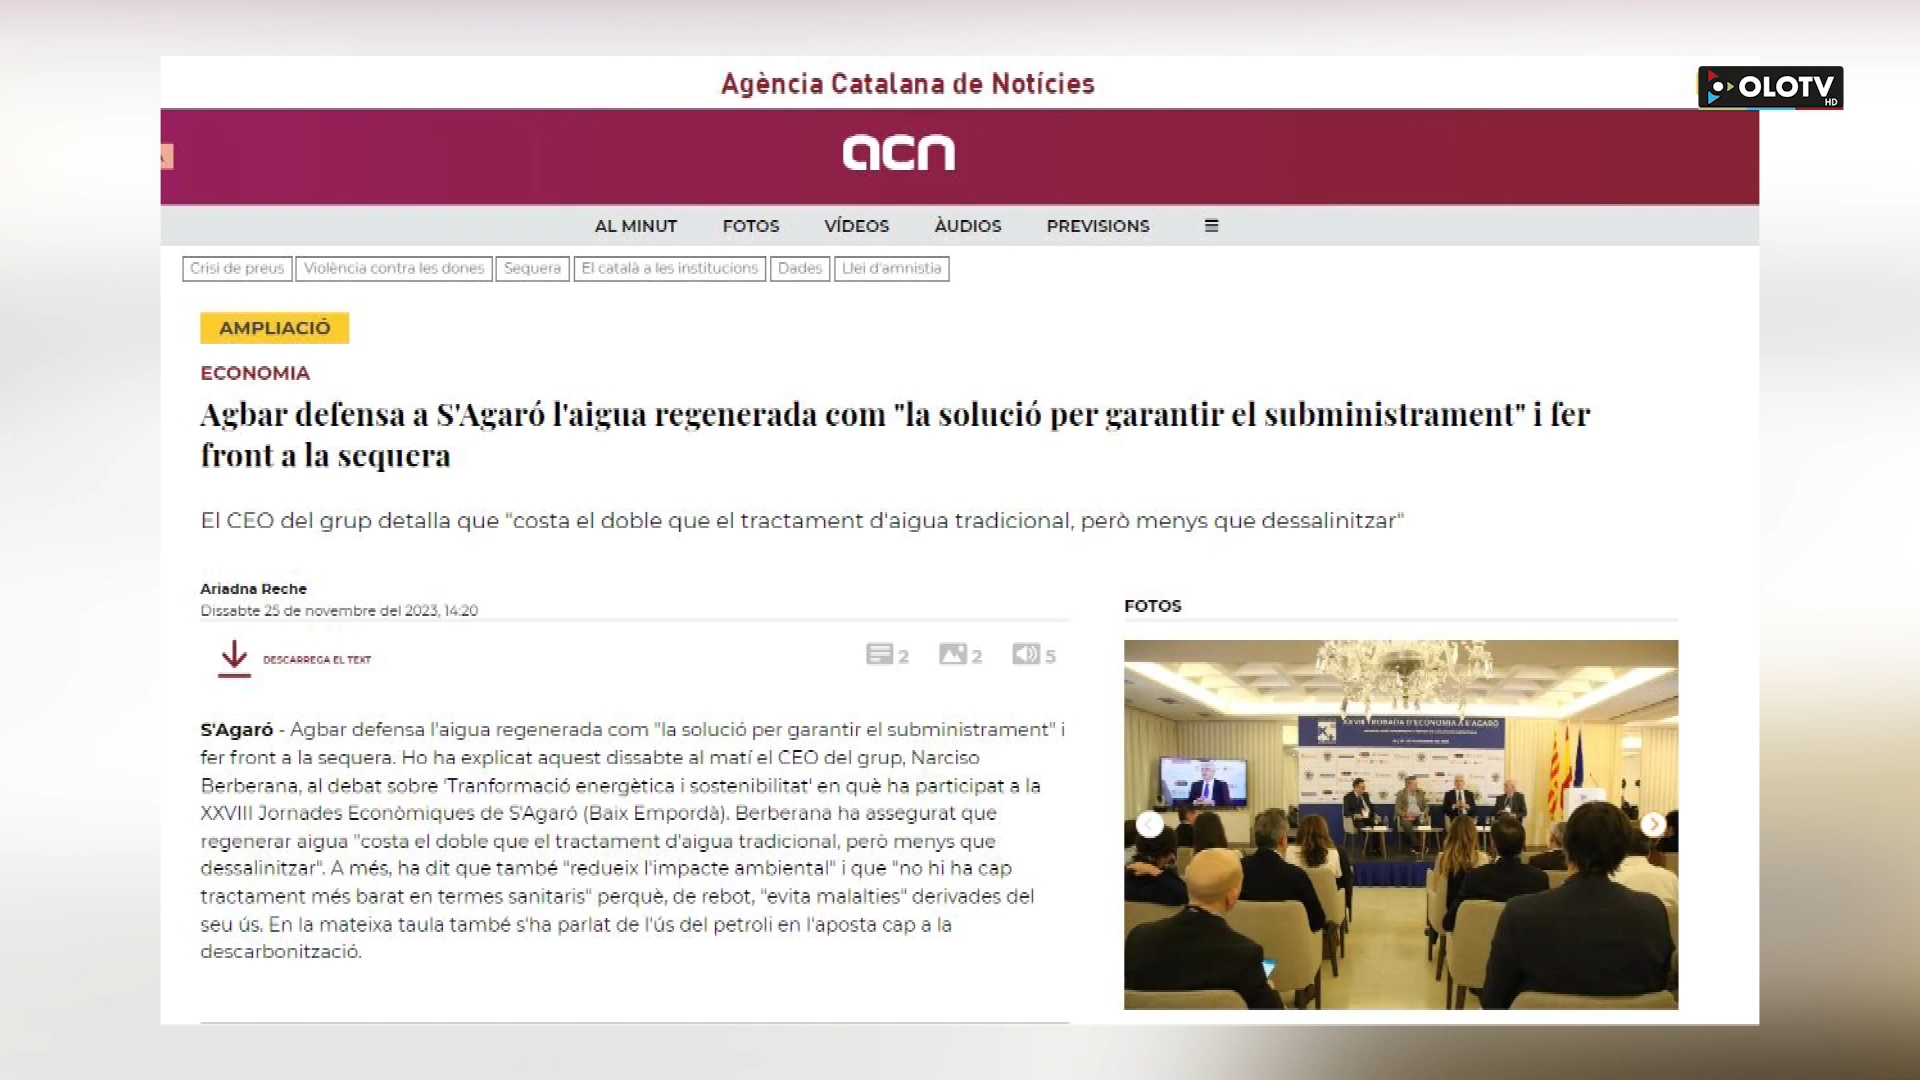 Agència Catalana de Notícies
OLOTV
HD
acn
AL MINUT FOTOS VÍDEOS ÀUDIOS PREVISIONS
Crisi de preus Violència contra les dones Sequera El català a les institucions Dades Llei d'amnistia
AMPLIACIÓ
ECONOMIA
Agbar defensa a S'Agaró l'aigua regenerada com "la solució per garantir el subministrament" i fer
front a la sequera
El CEO del grup detalla que "costa el doble que el tractament d'aigua tradicional, però menys que dessalinitzar"
Ariadna Reche
Dissabte 25 de novembre del 2023, 14:20
DESCARREGA EL TEXT
2 2 5
S'Agaró - Agbar defensa l'aigua regenerada com "la solució per garantir el subministrament" i
fer front a la sequera. Ho ha explicat aquest dissabte al matí el CEO del grup, Narciso
Berberana, al debat sobre 'Tranformació energètica i sostenibilitat' en què ha participat a la
XXVIII Jornades Econòmiques de S'Agaró (Baix Empordà). Berberana ha assegurat que
regenerar aigua "costa el doble que el tractament d'aigua tradicional, però menys que
dessalinitzar". A més, ha dit que també "redueix l'impacte ambiental" i que "no hi ha cap
tractament més barat en termes sanitaris" perquè, de rebot, "evita malalties" derivades del
seu ús. En la mateixa taula també s'ha parlat de l'ús del petroli en l'aposta cap a la
descarbonització.
FOTOS
TROBADA D'ECONOMIA A S'AGARÓ